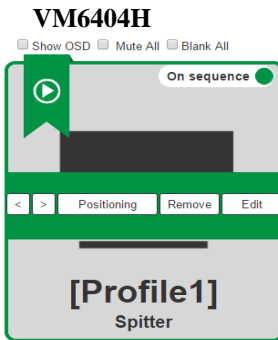 VM6404H
Show OSD Mute All Blank All
On sequence
< > Positioning Remove Edit
[Profile1]
Spitter